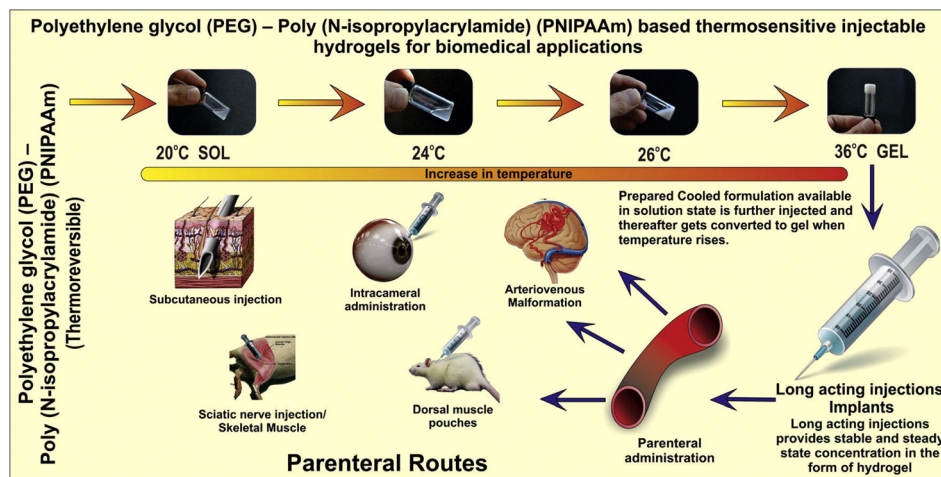 Polyethylene glycol (PEG) – Poly (N-isopropylacrylamide) (PNIPAAm) based thermosensitive injectable
hydrogels for biomedical applications
Polyethylene glycol (PEG) –
Poly (N-isopropylacrylamide) (PNIPAAm)
(Thermoreversible)
20°C SOL
24°C
26°C
36°C GEL
Increase in temperature
Prepared Cooled formulation available
in solution state is further injected and
thereafter gets converted to gel when
temperature rises.
Subcutaneous injection
Intracameral
administration
Arteriovenous
Malformation
Sciatic nerve injection/
Skeletal Muscle
Dorsal muscle
pouches
Parenteral
administration
Long acting injections
Implants
Long acting injections
provides stable and steady
state concentration in the
form of hydrogel
Parenteral Routes